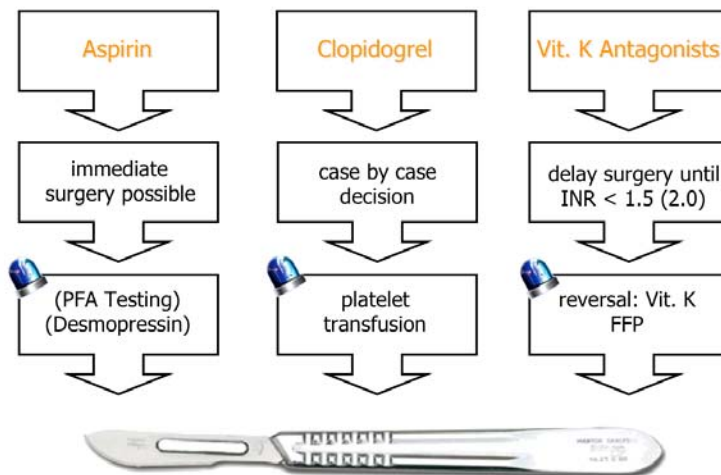 Aspirin
immediate
surgery possible
(PFA Testing)
(Desmopressin)
Clopidogrel
case by case
decision
platelet
transfusion
Vit. K Antagonists
delay surgery until
INR < 1.5 (2.0)
reversal: Vit. K
FFP